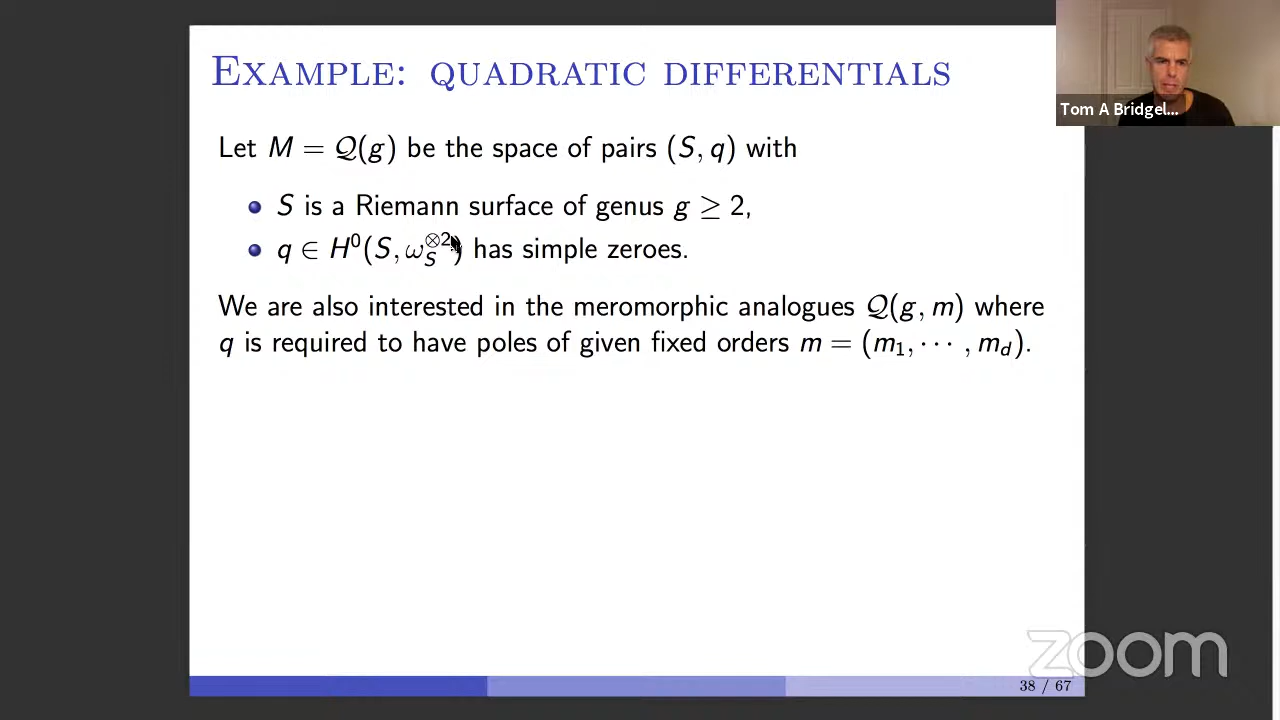 EXAMPLE: QUADRATIC DIFFERENTIALS
Let M = Q(g) be the space of pairs (S, q) with
S is a Riemann surface of genus g ≥ 2,
q ∈ H⁰(S, ω_S^⊗2) has simple zeroes.
We are also interested in the meromorphic analogues Q(g, m) where
q is required to have poles of given fixed orders m = (m₁, ⋯ , m_d).
Tom A Bridgel...
zoom
38 / 67